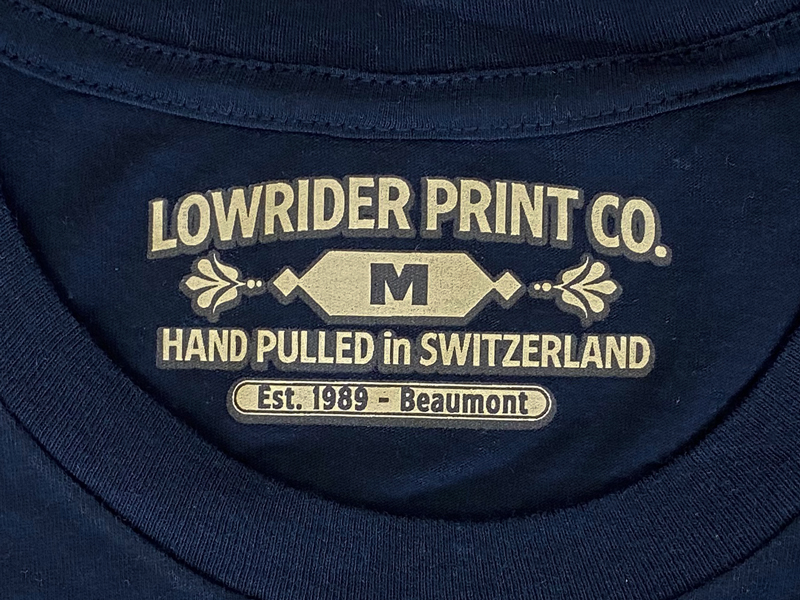 LOWRIDER PRINT CO.
M
HAND PULLED in SWITZERLAND
Est. 1989 - Beaumont